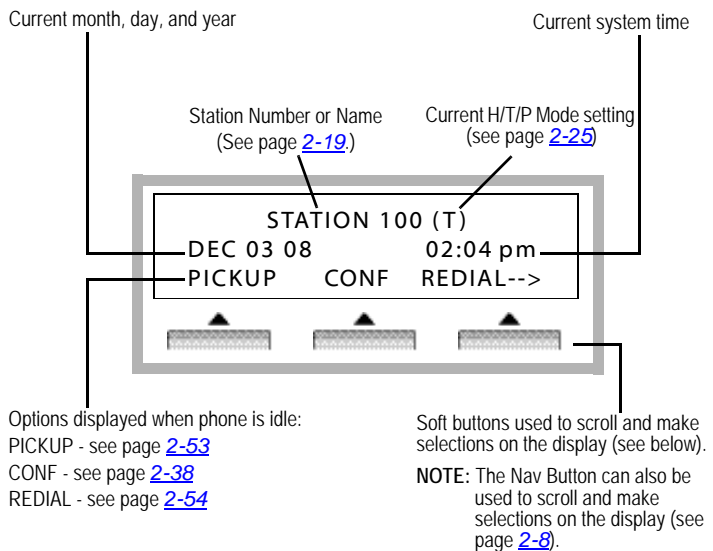 Current month, day, and year
Current system time
Station Number or Name
(See page 2-19.)
Current H/T/P Mode setting
(see page 2-25)
STATION 100 (T)
DEC 03 08 02:04 pm
PICKUP CONF REDIAL-->
Options displayed when phone is idle:
PICKUP - see page 2-53
CONF - see page 2-38
REDIAL - see page 2-54
Soft buttons used to scroll and make
selections on the display (see below).
NOTE: The Nav Button can also be
used to scroll and make
selections on the display (see
page 2-8).